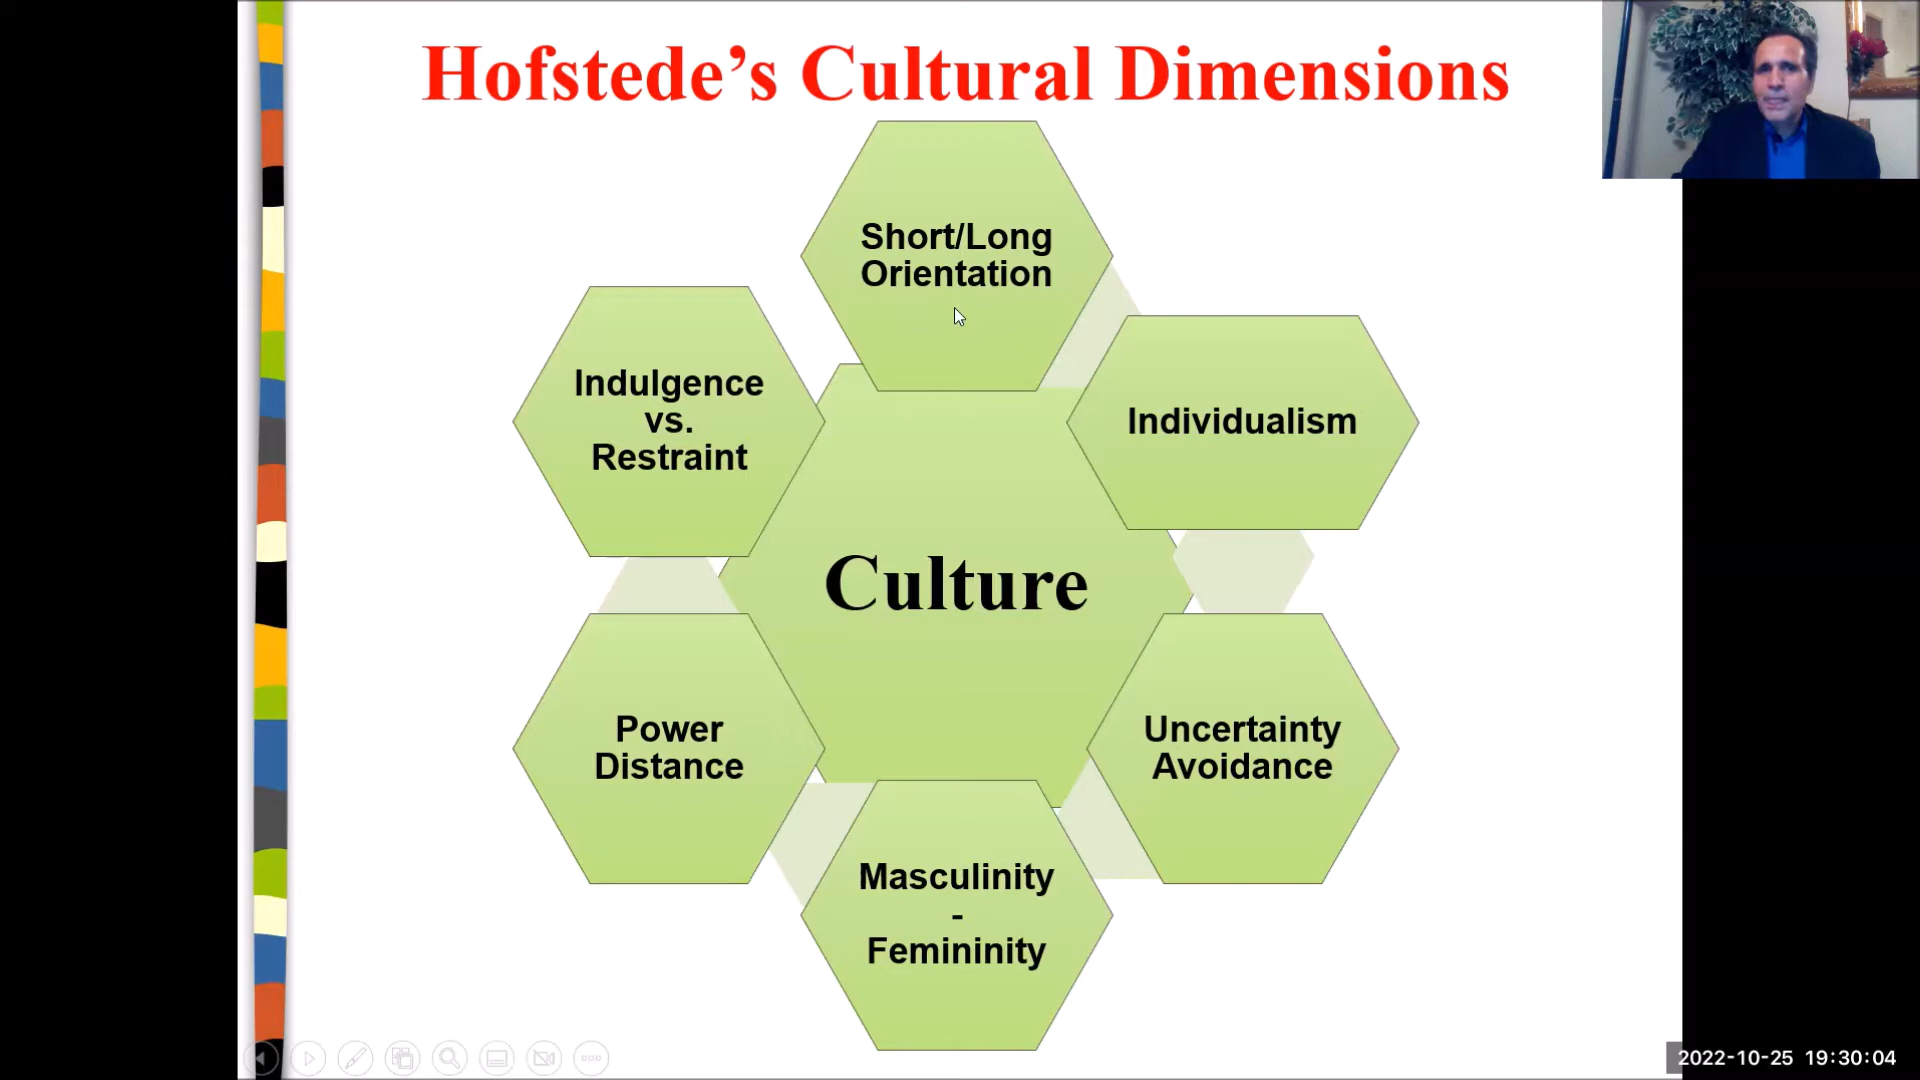 Hofstede’s Cultural Dimensions
Short/Long
Orientation
Individualism
Uncertainty
Avoidance
Masculinity
-
Femininity
Power
Distance
Indulgence
vs.
Restraint
Culture
2022-10-25 19:30:04